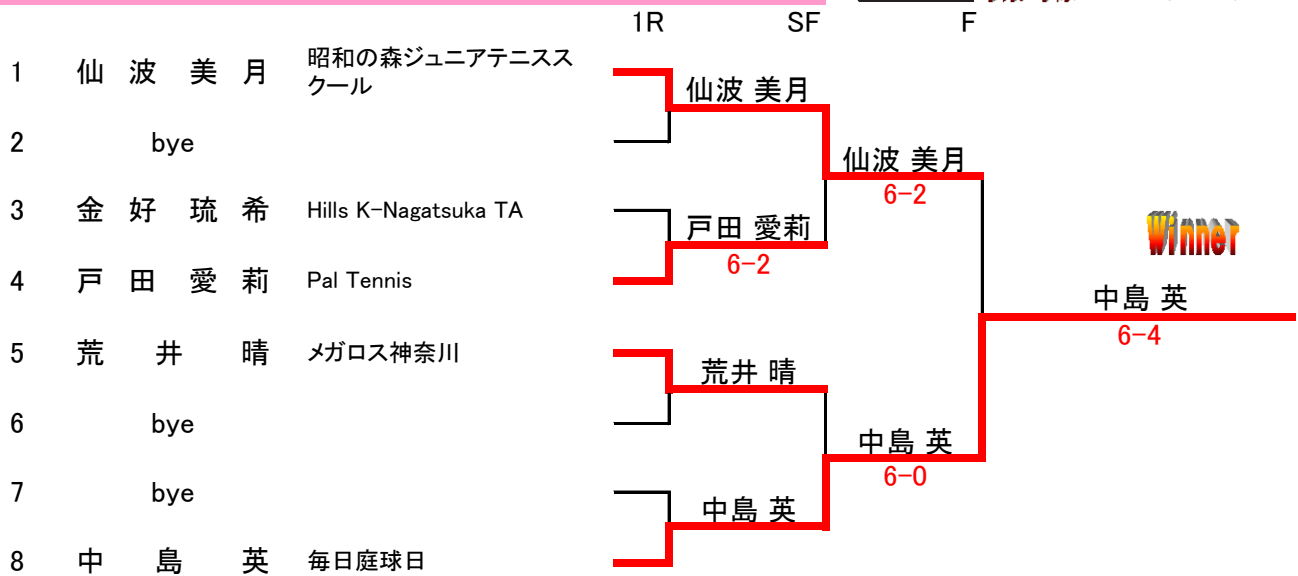 1R SF F
1 仙波 美月 昭和の森ジュニアテニスス
クール
仙波 美月
2 bye
仙波 美月
6-2
3 金好 琉希 Hills K-Nagatsuka TA
戸田 愛莉
6-2
Winner
4 戸田 愛莉 Pal Tennis
中島 英
6-4
5 荒井 晴 メガロス神奈川
荒井 晴
6 bye
中島 英
6-0
7 bye
中島 英
8 中島 英 毎日庭球日